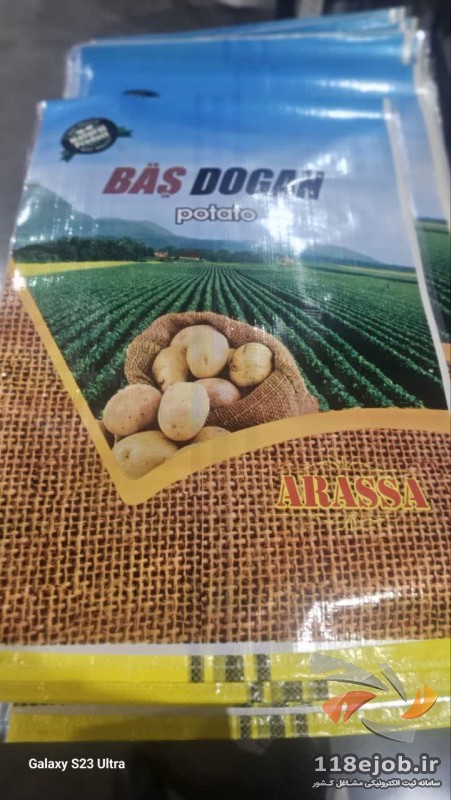 BÄŞ DOGAN
potato
ARASSA
Galaxy S23 Ultra
118ejob.ir
سامانه ثبت الکترونیکی مشاغل کشور